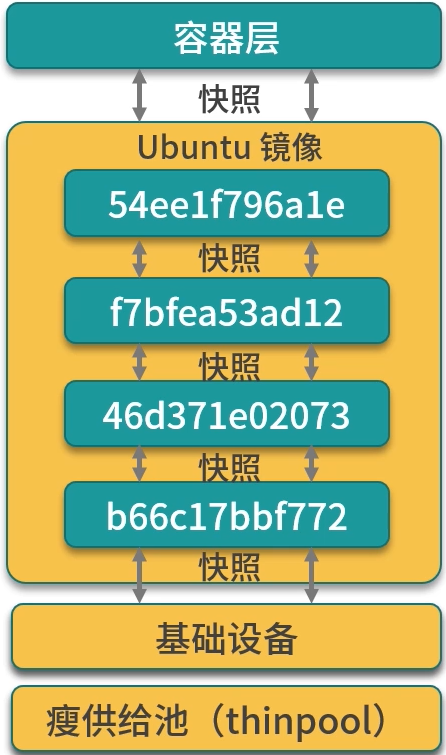 容器层
快照
Ubuntu 镜像
54ee1f796a1e
快照
f7bfea53ad12
快照
46d371e02073
快照
b66c17bbf772
快照
基础设备
瘦供给池（thinpool）